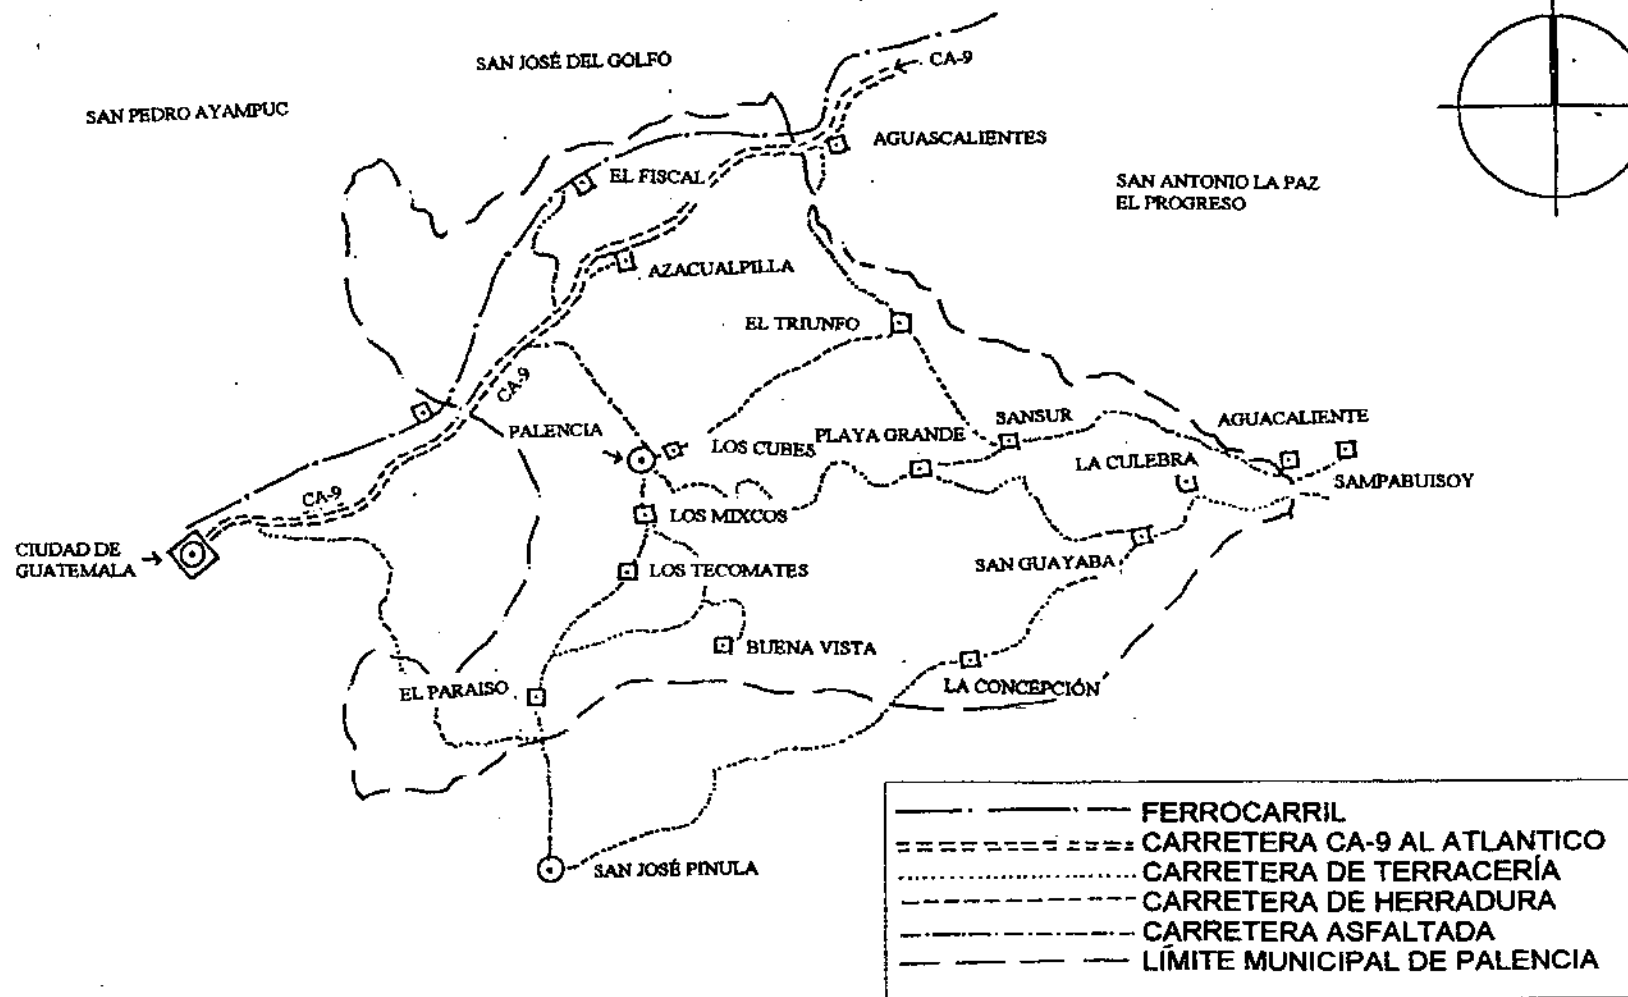 SAN JOSÉ DEL GOLFO
CA-9
SAN PEDRO AYAMPUC
AGUASCALIENTES
EL FISCAL
SAN ANTONIO LA PAZ
EL PROGRESO
AZACUALPILLA
EL TRIUNFO
CA-9
PALENCIA
LOS CUBES
PLAYA GRANDE
SANSUR
AGUACALIENTE
LA CULEBRA
SAMPABUISOY
CA-9
LOS MIXCOS
CIUDAD DE
GUATEMALA
LOS TECOMATES
SAN GUAYABA
BUENA VISTA
EL PARAISO
LA CONCEPCIÓN
SAN JOSÉ PINULA
FERROCARRIL
CARRETERA CA-9 AL ATLANTICO
CARRETERA DE TERRACERÍA
CARRETERA DE HERRADURA
CARRETERA ASFALTADA
LÍMITE MUNICIPAL DE PALENCIA